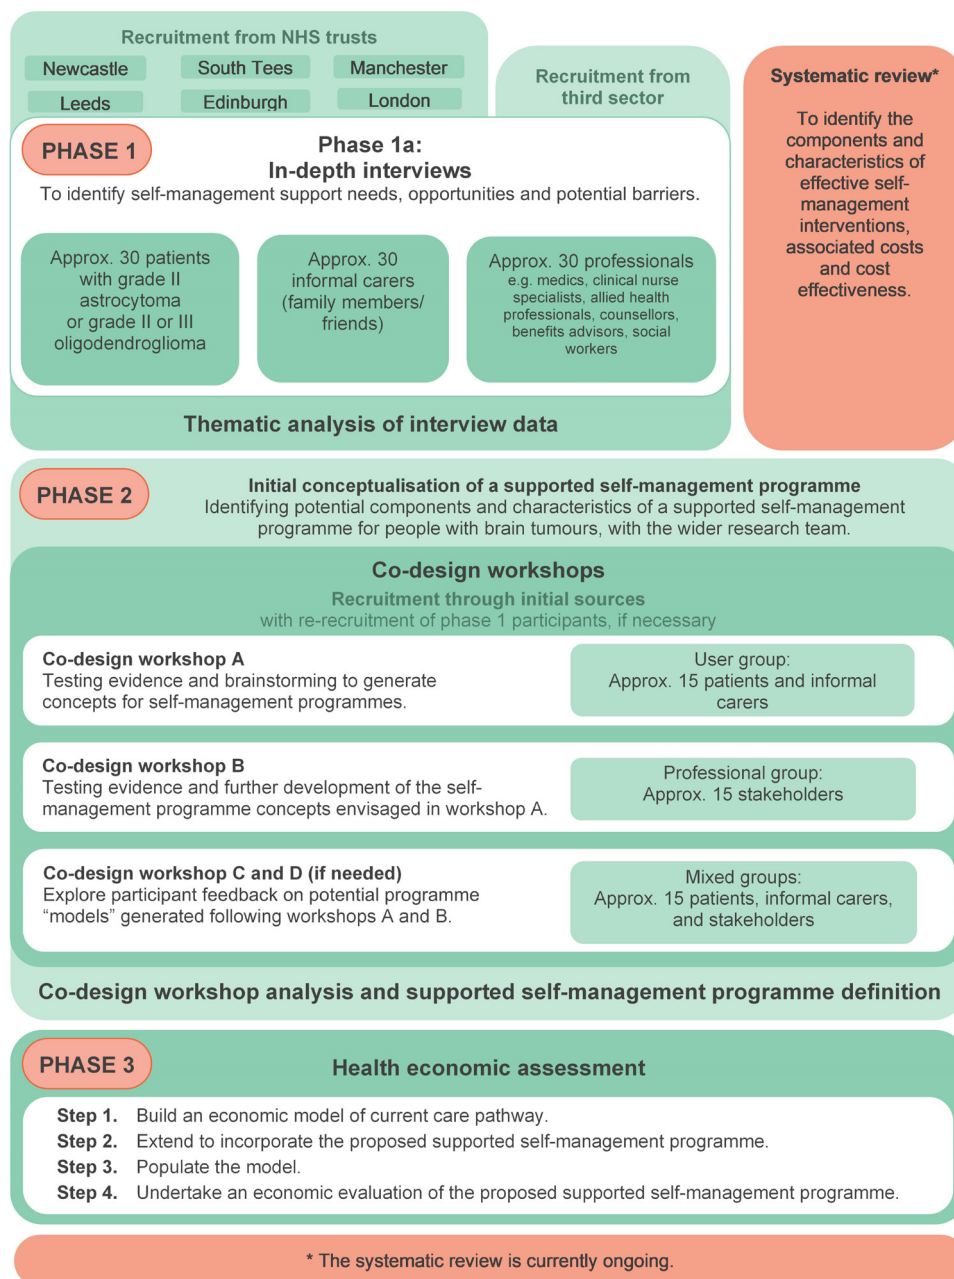 Recruitment from NHS trusts
Newcastle
South Tees
Manchester
Leeds
Edinburgh
London
Recruitment from
third sector
Systematic review*
To identify the
components and
characteristics of
effective self-
management
interventions,
associated costs
and cost
effectiveness.
PHASE 1
Phase 1a:
In-depth interviews
To identify self-management support needs, opportunities and potential barriers.
Approx. 30 patients
with grade II
astrocytoma
or grade II or III
oligodendroglioma
Approx. 30
informal carers
(family members/
friends)
Approx. 30 professionals
e.g. medics, clinical nurse
specialists, allied health
professionals, counsellors,
benefits advisors, social
workers
Thematic analysis of interview data
PHASE 2
Initial conceptualisation of a supported self-management programme
Identifying potential components and characteristics of a supported self-management
programme for people with brain tumours, with the wider research team.
Co-design workshops
Recruitment through initial sources
with re-recruitment of phase 1 participants, if necessary
Co-design workshop A
Testing evidence and brainstorming to generate
concepts for self-management programmes.
User group:
Approx. 15 patients and informal
carers
Co-design workshop B
Testing evidence and further development of the self-
management programme concepts envisaged in workshop A.
Professional group:
Approx. 15 stakeholders
Co-design workshop C and D (if needed)
Explore participant feedback on potential programme
“models” generated following workshops A and B.
Mixed groups:
Approx. 15 patients, informal carers,
and stakeholders
Co-design workshop analysis and supported self-management programme definition
PHASE 3
Health economic assessment
Step 1. Build an economic model of current care pathway.
Step 2. Extend to incorporate the proposed supported self-management programme.
Step 3. Populate the model.
Step 4. Undertake an economic evaluation of the proposed supported self-management programme.
* The systematic review is currently ongoing.